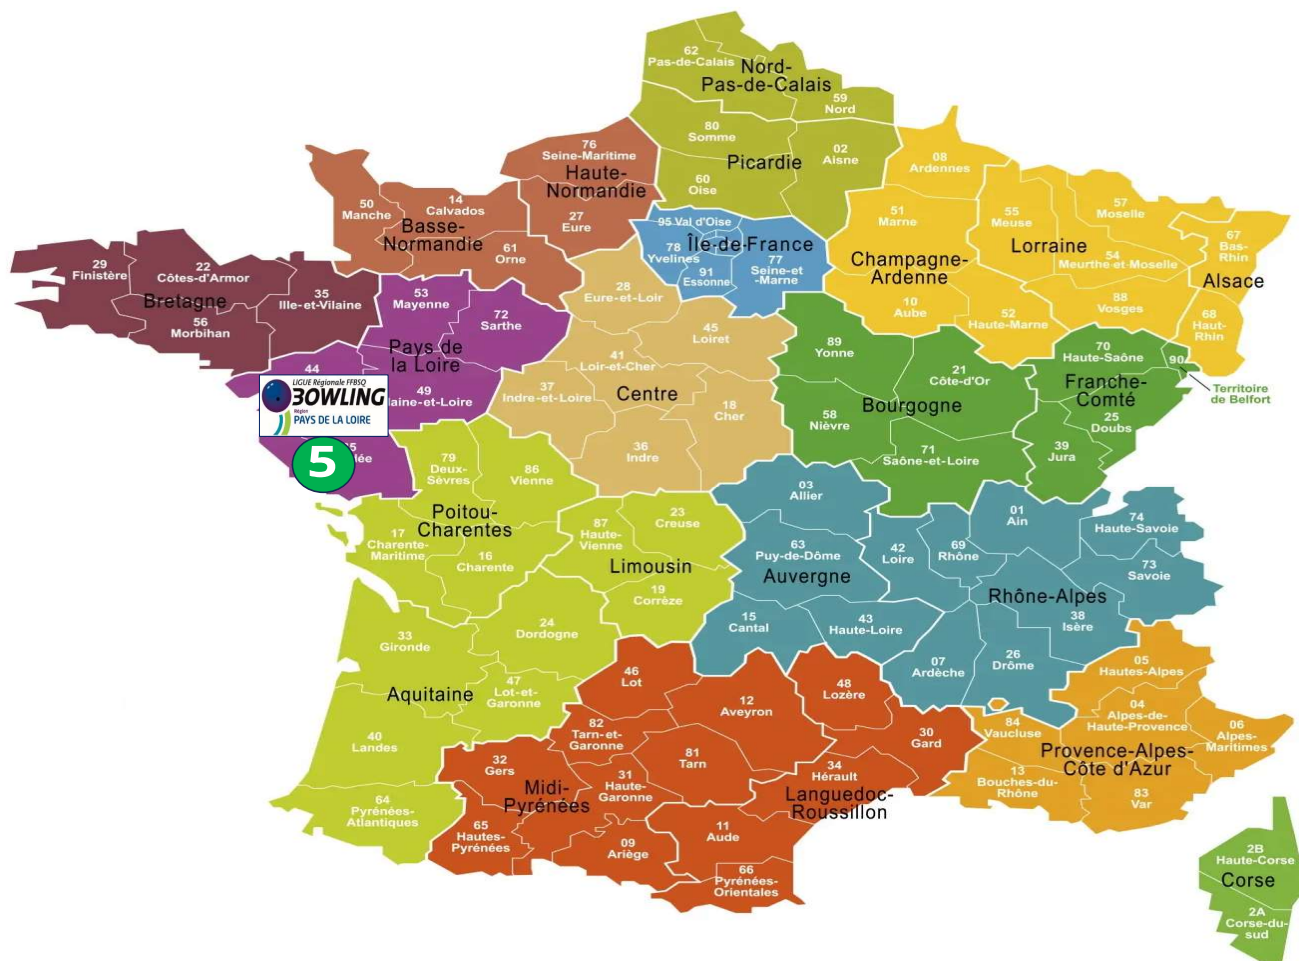 62
Pas-de-Calais
Nord-
Pas-de-Calais
59
Nord
80
Somme
02
Aisne
Picardie
60
Oise
76
Seine-Maritime
Haute-
Normandie
27
Eure
50
Manche
14
Calvados
Basse-
Normandie
61
Orne
08
Ardennes
51
Marne
Champagne-
Ardenne
10
Aube
52
Haute-Marne
55
Meuse
57
Moselle
Lorraine
54
Meurthe-et-Moselle
88
Vosges
67
Bas-
Rhin
Alsace
68
Haut-
Rhin
95 Val d'Oise
Île-de-France
78
Yvelines
91
Essonne
77
Seine-et
-Marne
29
Finistère
22
Côtes-d'Armor
Bretagne
35
Ille-et-Vilaine
56
Morbihan
53
Mayenne
72
Sarthe
Pays de
la Loire
44
49
aine-et-Loire
LIGUE Régionale FFBSQ
BOWLING
Région
PAYS DE LA LOIRE
5
28
Eure-et-Loir
45
Loiret
41
Loir-et-Cher
37
Indre-et-Loire
Centre
18
Cher
36
Indre
89
Yonne
21
Côte-d'Or
Bourgogne
58
Nièvre
71
Saône-et-Loire
70
Haute-Saône
90
Territoire
de Belfort
Franche-
Comté
25
Doubs
39
Jura
79
Deux-
Sèvres
86
Vienne
Poitou-
Charentes
17
Charente-
Maritime
16
Charente
23
Creuse
87
Haute-
Vienne
Limousin
19
Corrèze
03
Allier
63
Puy-de-Dôme
Auvergne
15
Cantal
43
Haute-Loire
42
Loire
69
Rhône
01
Ain
74
Haute-Savoie
73
Savoie
Rhône-Alpes
38
Isère
07
Ardèche
26
Drôme
24
Dordogne
33
Gironde
Aquitaine
47
Lot-et-
Garonne
40
Landes
64
Pyrénées-
Atlantiques
46
Lot
12
Aveyron
82
Tarn-et-
Garonne
32
Gers
81
Tarn
31
Haute-
Garonne
Midi-
Pyrénées
65
Hautes-
Pyrénées
09
Ariège
48
Lozère
30
Gard
34
Hérault
Languedoc-
Roussillon
11
Aude
66
Pyrénées-
Orientales
05
Hautes-Alpes
04
Alpes-de-
Haute-Provence
06
Alpes-
Maritimes
84
Vaucluse
Provence-Alpes-
Côte d'Azur
13
Bouches-du-
Rhône
83
Var
2B
Haute-Corse
Corse
2A
Corse-du-
sud